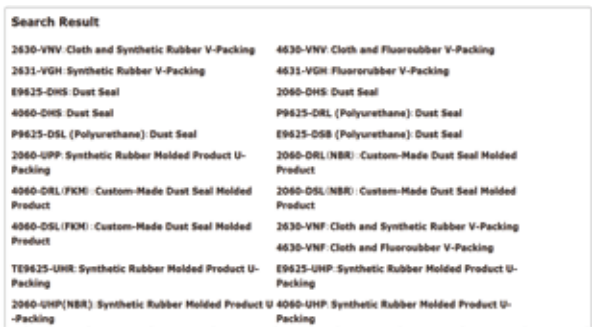 Search Result
2630-VNV:Cloth and Synthetic Rubber V-Packing
4630-VNV:Cloth and Fluoroubber V-Packing
2631-VGH:Synthetic Rubber V-Packing
4631-VGH:Fluororubber V-Packing
E9625-DHS:Dust Seal
2060-DHS:Dust Seal
4060-DHS:Dust Seal
P9625-DRL (Polyurethane):Dust Seal
P9625-DSL (Polyurethane):Dust Seal
E9625-DSB (Polyurethane):Dust Seal
2060-UPP:Synthetic Rubber Molded Product U-
Packing
2060-DRL(NBR):Custom-Made Dust Seal Molded
Product
4060-DRL(FKM):Custom-Made Dust Seal Molded
Product
2060-DSL(NBR):Custom-Made Dust Seal Molded
Product
4060-DSL(FKM):Custom-Made Dust Seal Molded
Product
2630-VNF:Cloth and Synthetic Rubber V-Packing
4630-VNF:Cloth and Fluoroubber V-Packing
TE9625-UHR:Synthetic Rubber Molded Product U-
Packing
E9625-UHP:Synthetic Rubber Molded Product U-
Packing
2060-UHP(NBR):Synthetic Rubber Molded Product U
-Packing
4060-UHP:Synthetic Rubber Molded Product U-
Packing